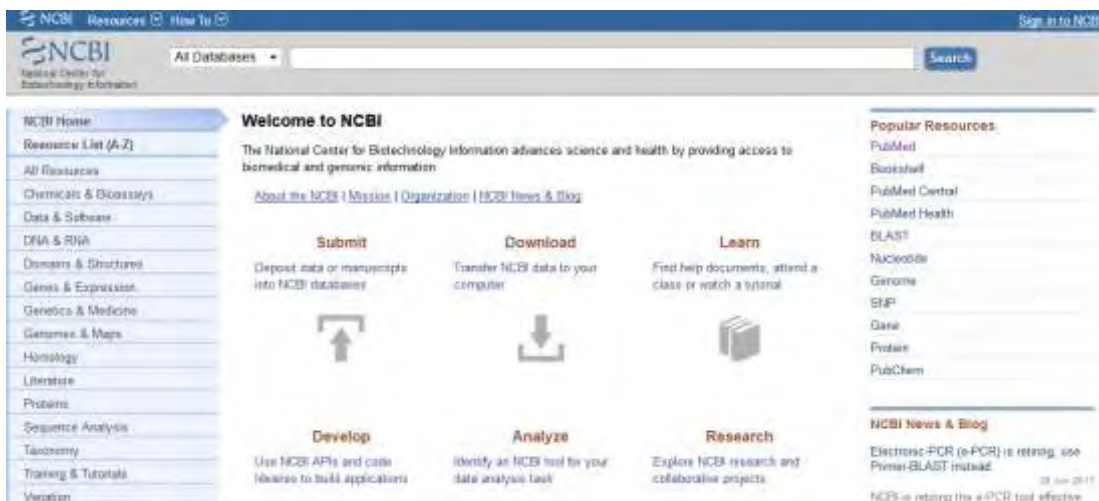 NCBI Resources How To Sign in to NCBI
NCBI
National Center for
Biotechnology Information
All Databases
Search
NCBI Home
Resource List (A-Z)
All Resources
Chemicals & Bioassays
Data & Software
DNA & RNA
Domains & Structures
Genes & Expression
Genetics & Medicine
Genomes & Maps
Homology
Literature
Proteins
Sequence Analysis
Taxonomy
Training & Tutorials
Variation
Welcome to NCBI
The National Center for Biotechnology Information advances science and health by providing access to
biomedical and genomic information
About the NCBI | Mission | Organization | NCBI News & Blog
Submit
Deposit data or manuscripts
into NCBI databases
Download
Transfer NCBI data to your
computer
Learn
Find help documents, attend a
class or watch a tutorial
Develop
Use NCBI APIs and code
libraries to build applications
Analyze
Identify an NCBI tool for your
data analysis task
Research
Explore NCBI research and
collaborative projects
Popular Resources
PubMed
Bookshelf
PubMed Central
PubMed Health
BLAST
Nucleotide
Genome
SNP
Gene
Protein
PubChem
NCBI News & Blog
Electronic-PCR (e-PCR) is retiring, use
Primer-BLAST instead
28 Jun 2017
NCBI is retiring the e-PCR tool effective